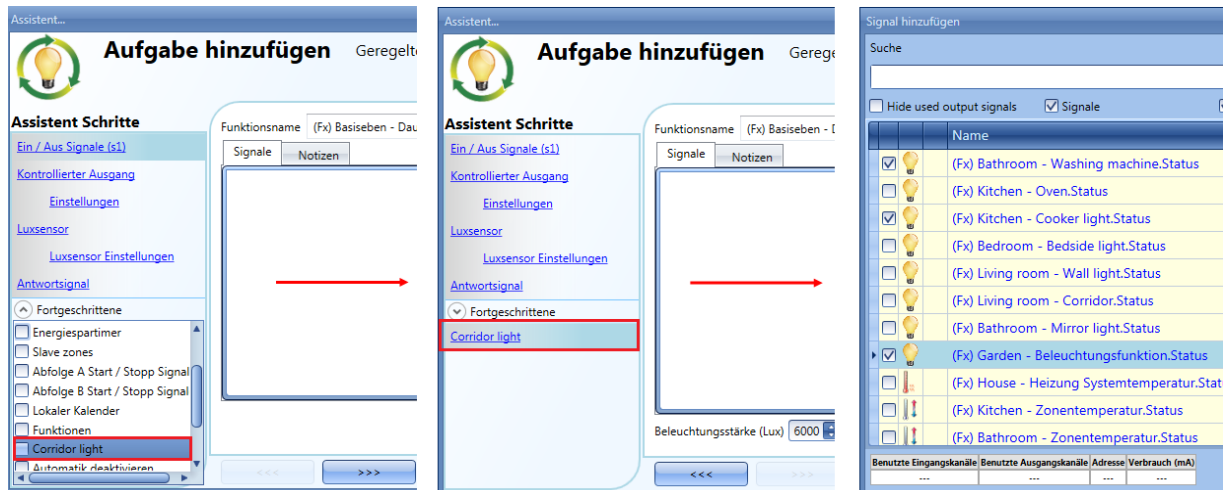 Assistent...
Aufgabe hinzufügen Geregelt
Assistent Schritte
Ein / Aus Signale (s1)
Kontrollierter Ausgang
Einstellungen
Luxsensor
Luxsensor Einstellungen
Antwortsignal
Fortgeschrittene
Energiespartimer
Slave zones
Abfolge A Start / Stopp Signal
Abfolge B Start / Stopp Signal
Lokaler Kalender
Funktionen
Corridor light
Automatik deaktivieren
Funktionsname (Fx) Basiseben - Dau
Signale Notizen
<<< >>>
Assistent...
Aufgabe hinzufügen Gerege
Assistent Schritte
Ein / Aus Signale (s1)
Kontrollierter Ausgang
Einstellungen
Luxsensor
Luxsensor Einstellungen
Antwortsignal
Fortgeschrittene
Corridor light
Funktionsname (Fx) Basiseben - D
Signale Notizen
Beleuchtungsstärke (Lux) 6000
<<< >>>
Signal hinzufügen
Suche
Hide used output signals Signale
Name
(Fx) Bathroom - Washing machine.Status
(Fx) Kitchen - Oven.Status
(Fx) Kitchen - Cooker light.Status
(Fx) Bedroom - Bedside light.Status
(Fx) Living room - Wall light.Status
(Fx) Living room - Corridor.Status
(Fx) Bathroom - Mirror light.Status
(Fx) Garden - Beleuchtungsfunktion.Status
(Fx) House - Heizung Systemtemperatur.Stat
(Fx) Kitchen - Zonentemperatur.Status
(Fx) Bathroom - Zonentemperatur.Status
Benutzte Eingangskanäle Benutzte Ausgangskanäle Adresse Verbrauch (mA)
--- --- --- ---